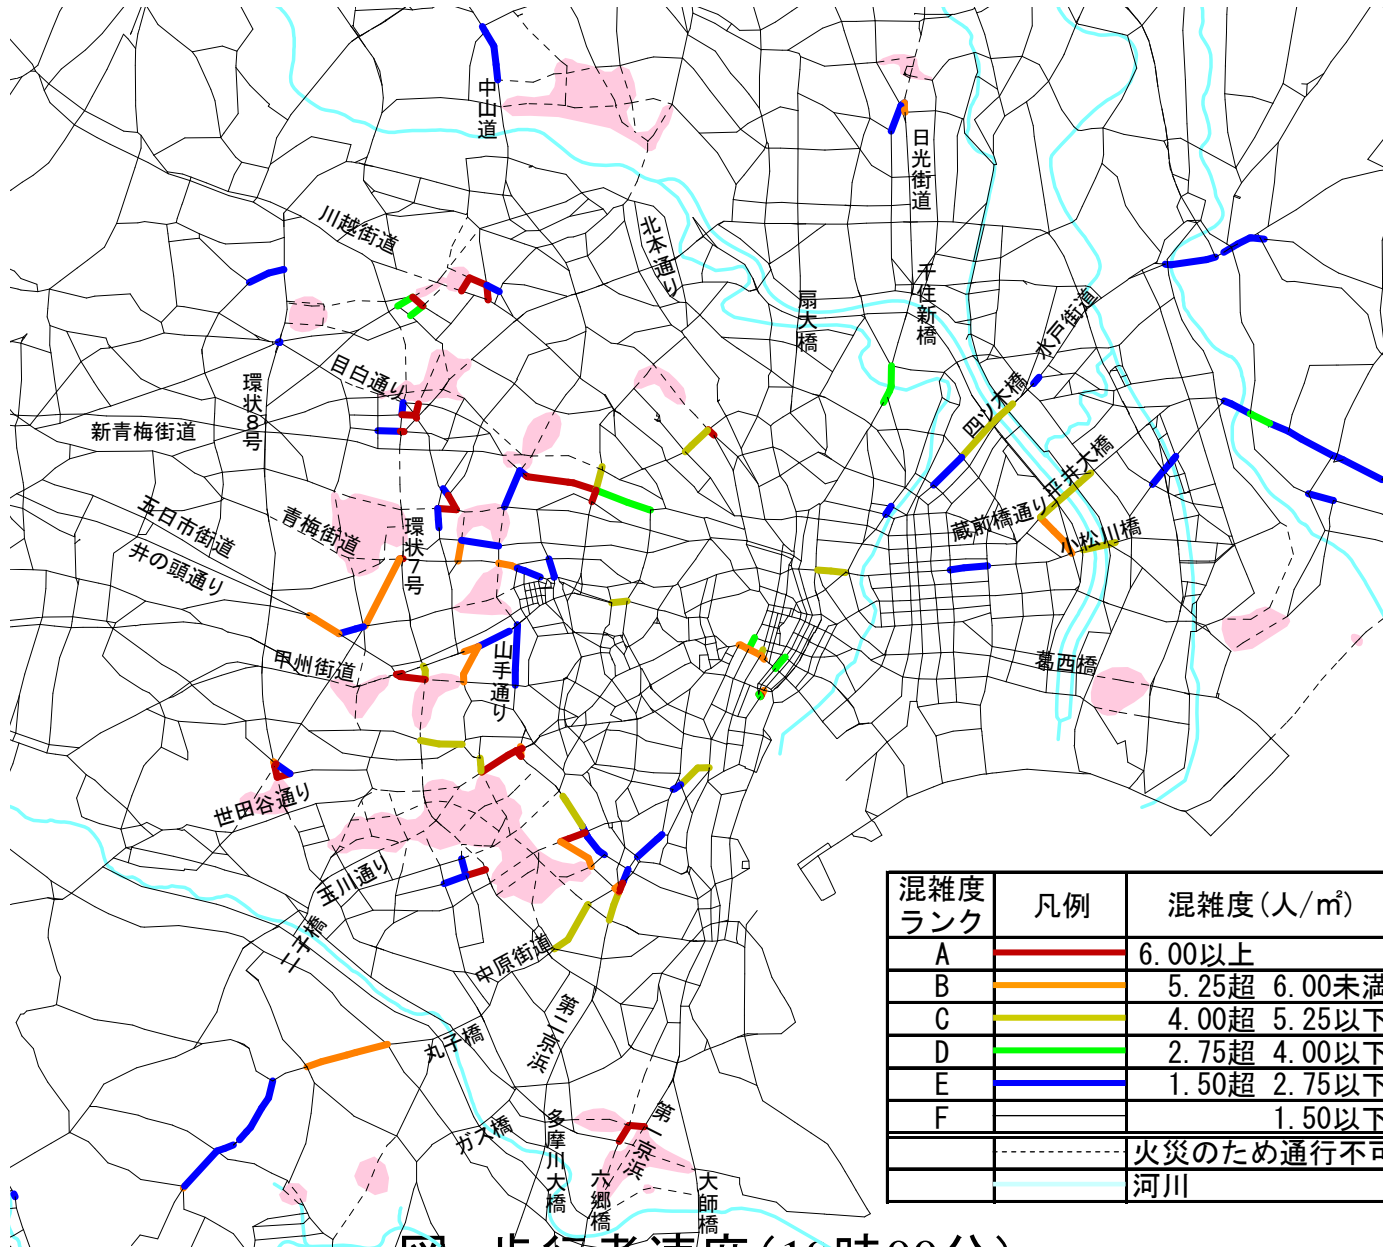 中山道
日光街道
川越街道
北本通り
千住新橋
扇大橋
水戸街道
目白通り
環状8号
四ツ木橋
新青梅街道
平井大橋
五日市街道
青梅街道
環状7号
蔵前橋通り
小松川橋
井の頭通り
甲州街道
山手通り
葛西橋
世田谷通り
玉川通り
二子橋
中原街道
第二京浜
丸子橋
ガス橋
多摩川大橋
第一京浜
六郷橋
大師橋
混雑度ランク 凡例 混雑度(人/㎡)
A 6.00以上
B 5.25超 6.00未満
C 4.00超 5.25以下
D 2.75超 4.00以下
E 1.50超 2.75以下
F 1.50以下
火災のため通行不可
河川